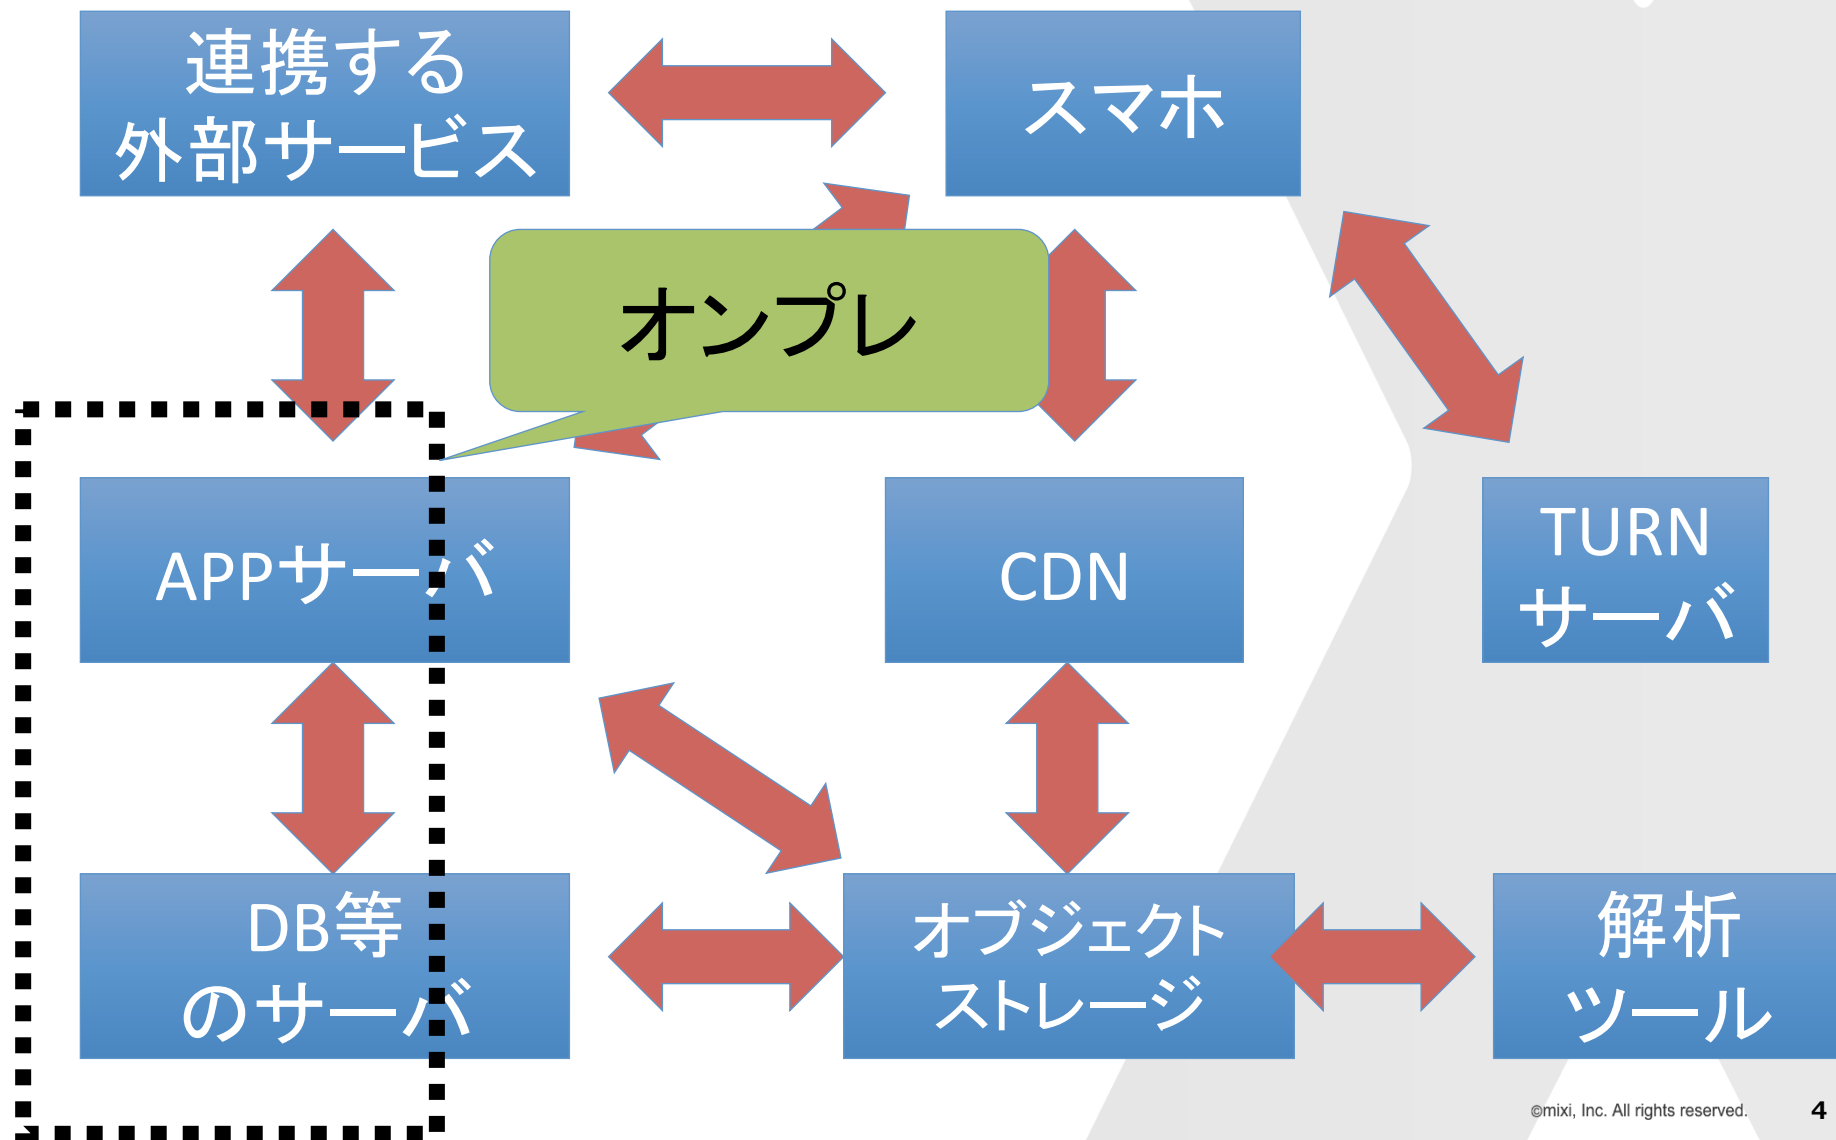 連携する
外部サービス
スマホ
オンプレ
APPサーバ
CDN
TURN
サーバ
DB等
のサーバ
オブジェクト
ストレージ
解析
ツール
©mixi, Inc. All rights reserved.
4